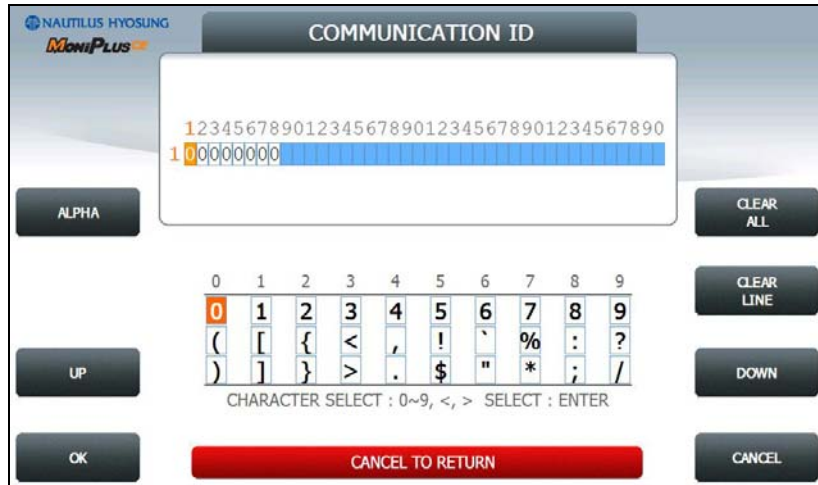 NAUTILUS HYOSUNG
MoniPlus CE
COMMUNICATION ID
1234567890123456789012345678901234567890
1 00000000
ALPHA
CLEAR ALL
0 1 2 3 4 5 6 7 8 9
0 1 2 3 4 5 6 7 8 9
( [ { < , ! ` % : ?
) ] } > . $ " * ; /
CLEAR LINE
UP
DOWN
CHARACTER SELECT : 0~9, <, > SELECT : ENTER
OK
CANCEL TO RETURN
CANCEL